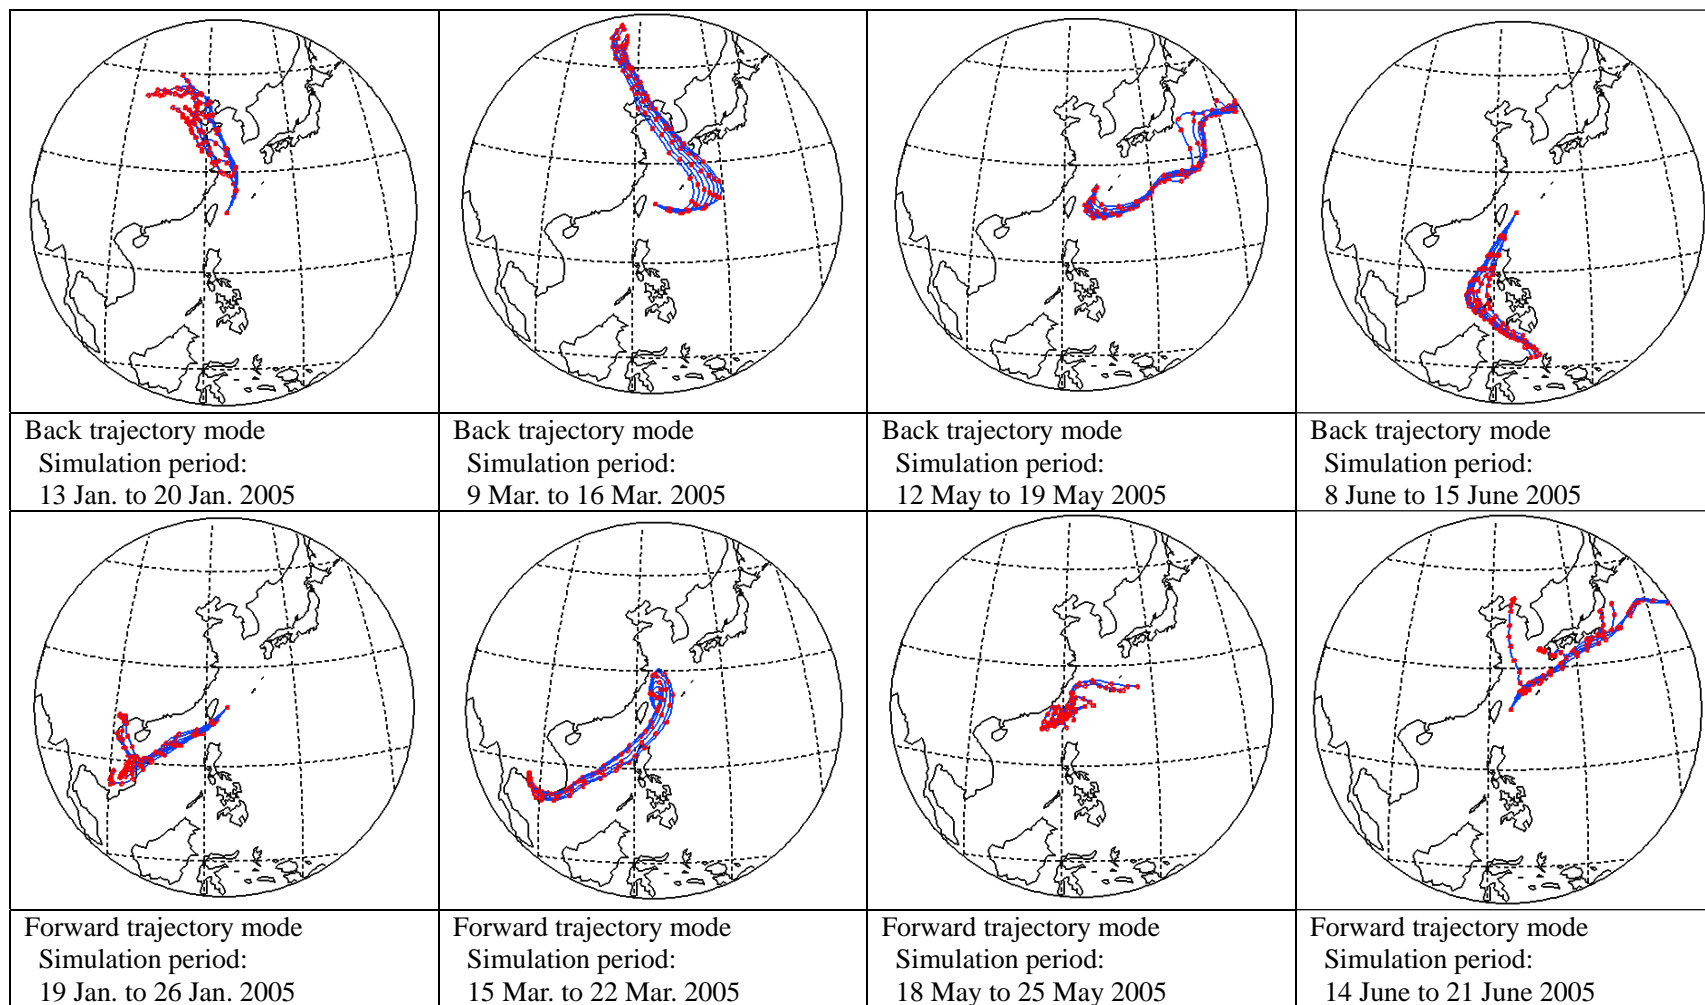 Back trajectory mode
Simulation period:
13 Jan. to 20 Jan. 2005
Back trajectory mode
Simulation period:
9 Mar. to 16 Mar. 2005
Back trajectory mode
Simulation period:
12 May to 19 May 2005
Back trajectory mode
Simulation period:
8 June to 15 June 2005
Forward trajectory mode
Simulation period:
19 Jan. to 26 Jan. 2005
Forward trajectory mode
Simulation period:
15 Mar. to 22 Mar. 2005
Forward trajectory mode
Simulation period:
18 May to 25 May 2005
Forward trajectory mode
Simulation period:
14 June to 21 June 2005